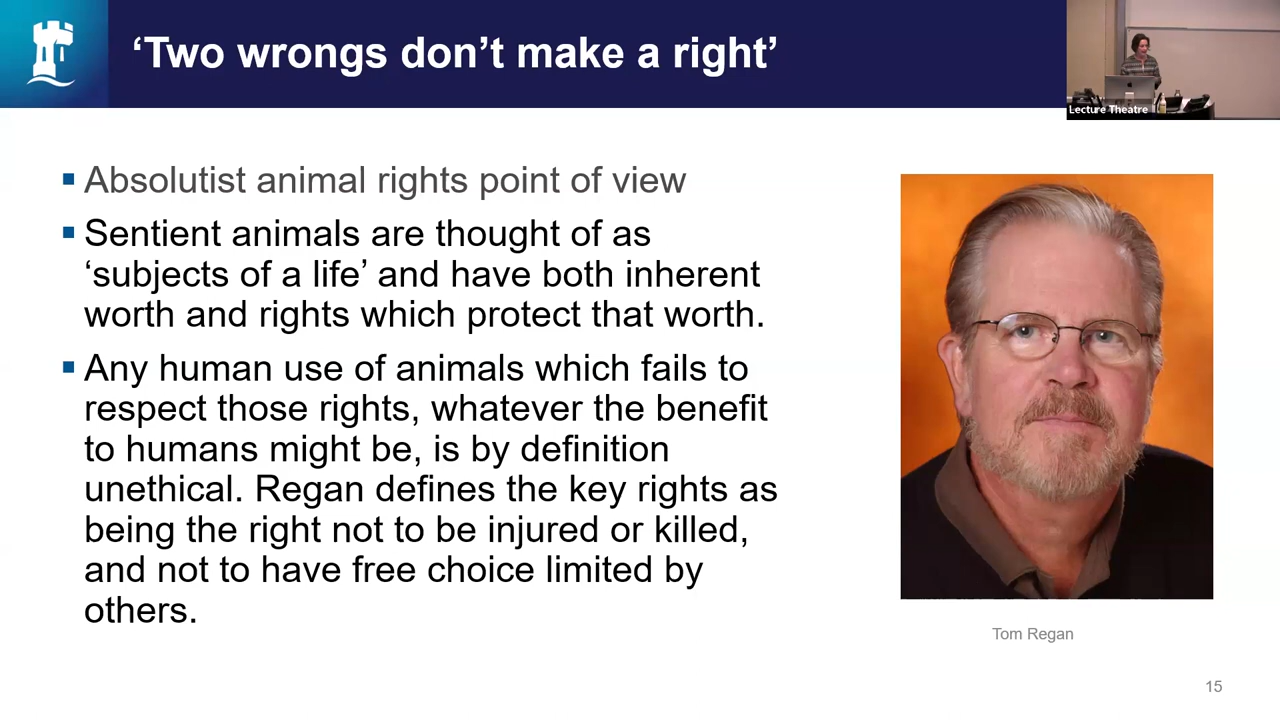 ‘Two wrongs don’t make a right’
Lecture Theatre
Absolutist animal rights point of view
Sentient animals are thought of as
‘subjects of a life’ and have both inherent
worth and rights which protect that worth.
Any human use of animals which fails to
respect those rights, whatever the benefit
to humans might be, is by definition
unethical. Regan defines the key rights as
being the right not to be injured or killed,
and not to have free choice limited by
others.
Tom Regan
15